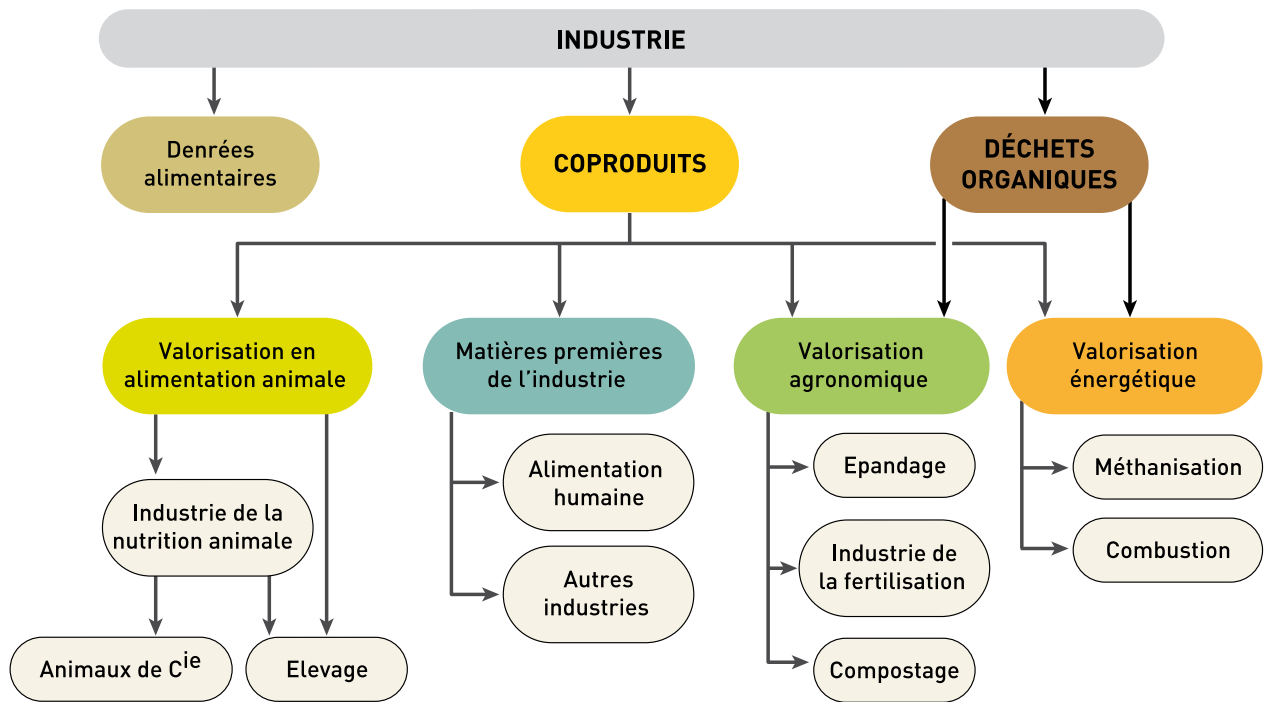 INDUSTRIE
Denrées
alimentaires
COPRODUITS
DÉCHETS
ORGANIQUES
Valorisation en
alimentation animale
Matières premières
de l'industrie
Valorisation
agronomique
Valorisation
énergétique
Industrie de la
nutrition animale
Animaux de Cie
Elevage
Alimentation
humaine
Autres
industries
Epandage
Industrie de
la fertilisation
Compostage
Méthanisation
Combustion